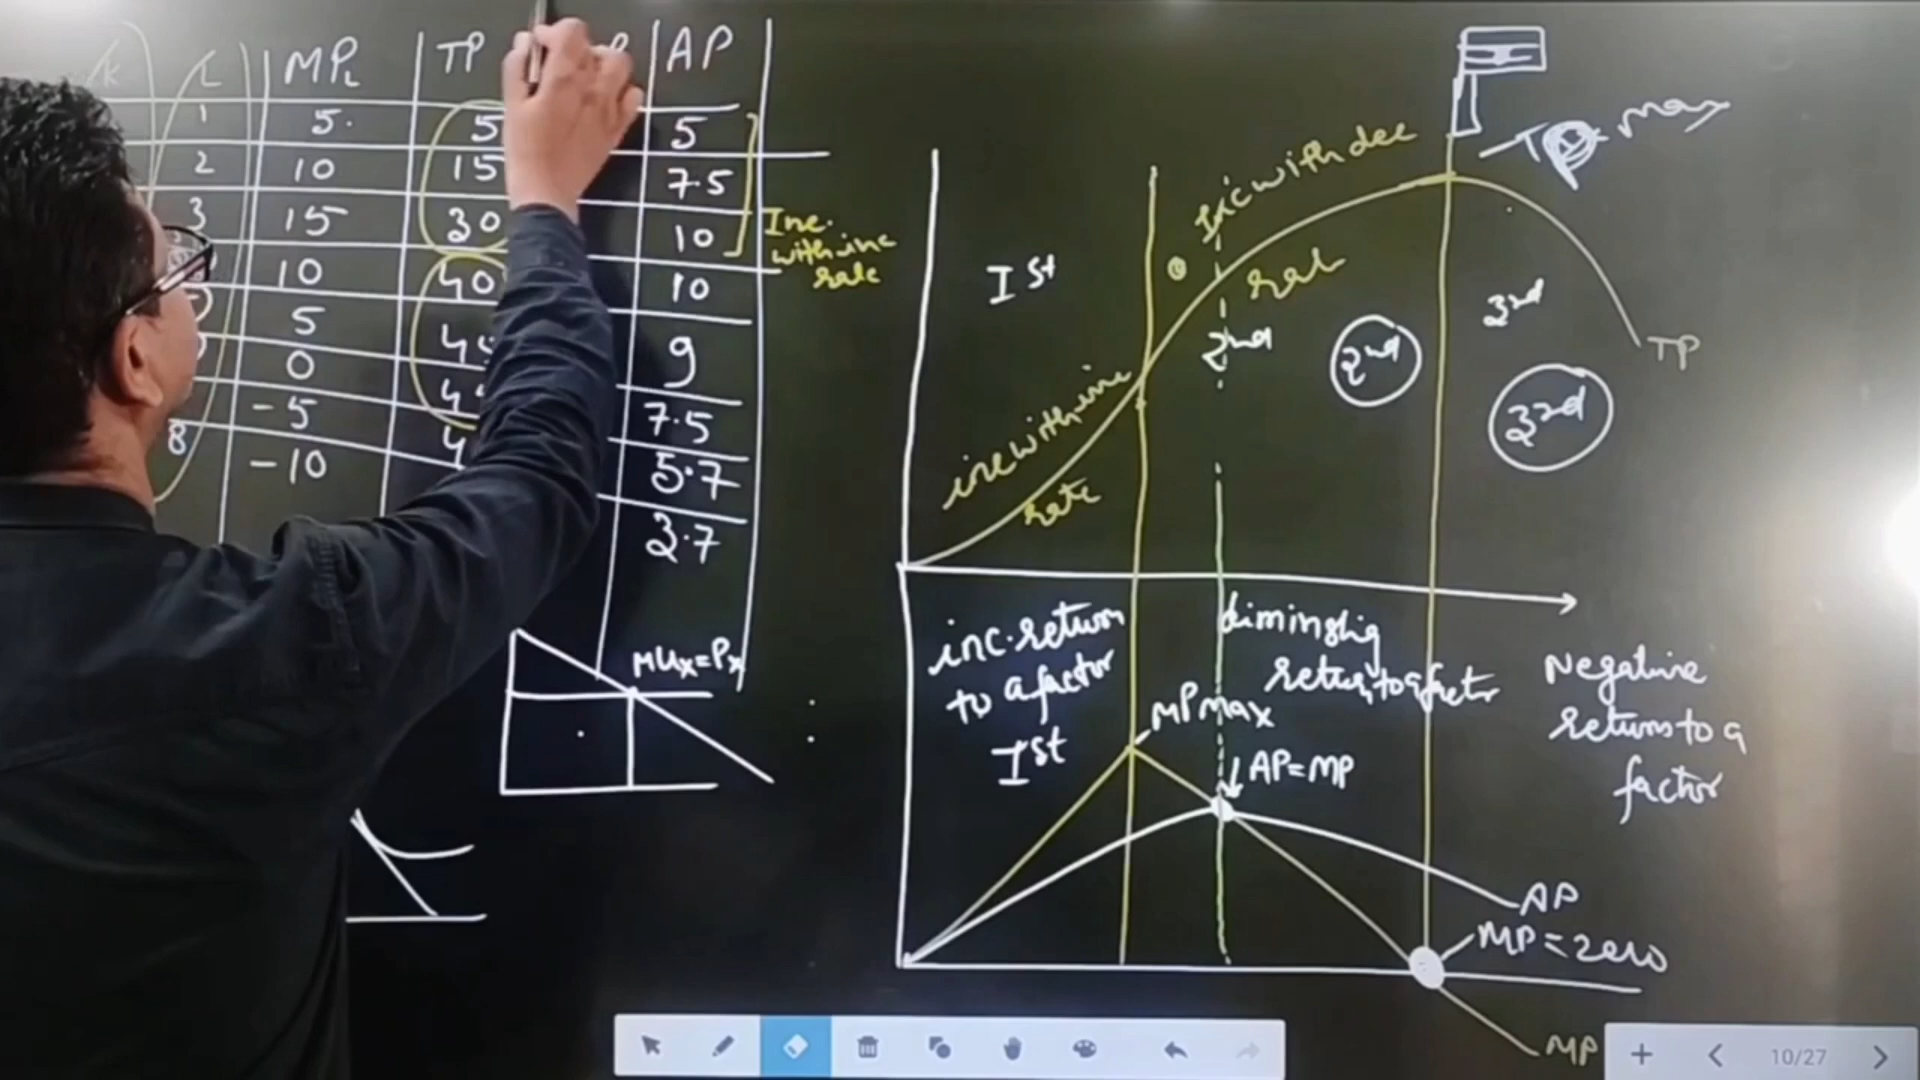 K L MPL TP AP
1 5 5 5
2 10 15 7.5
3 15 30 10
10 40 10
5 9
0 7.5
-5 5.7
8 -10 3.7
Inc.
with inc
rate
TP max
Inc with dec
rate
Ist
2nd
2nd
3rd
3rd
TP
inc with inc
rate
inc. return
to a factor
Ist
diminshig
return to a factor
Negative
returns to a
factor
MUx=Px
MP max
AP=MP
AP
MP=zero
MP
10/27